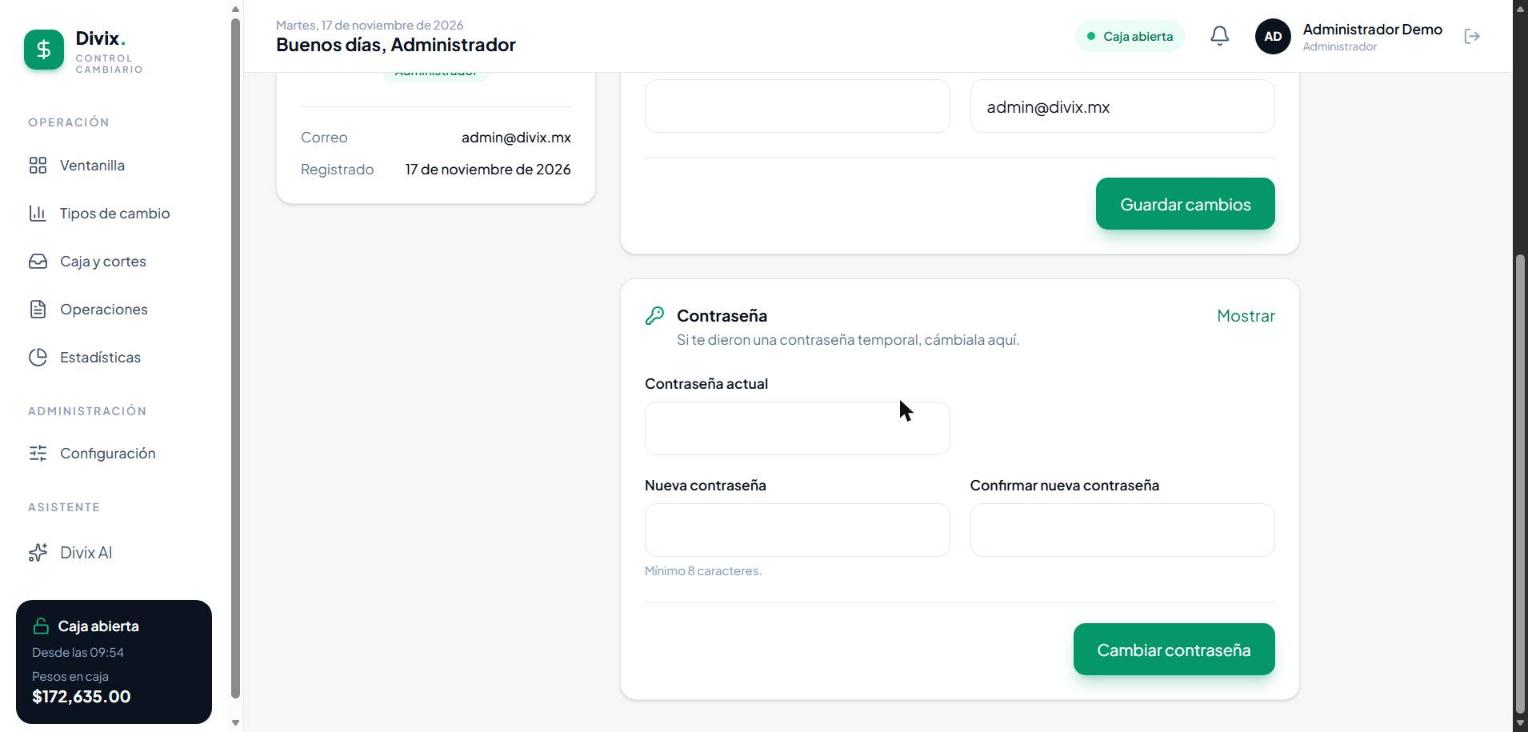 Divix.
CONTROL
CAMBIARIO
OPERACIÓN
Ventanilla
Tipos de cambio
Caja y cortes
Operaciones
Estadísticas
ADMINISTRACIÓN
Configuración
ASISTENTE
Divix AI
Caja abierta
Desde las 09:54
Pesos en caja
$172,635.00
Martes, 17 de noviembre de 2026
Buenos días, Administrador
Caja abierta
AD
Administrador Demo
Administrador
Administrador
Correo admin@divix.mx
Registrado 17 de noviembre de 2026
admin@divix.mx
Guardar cambios
Contraseña
Mostrar
Si te dieron una contraseña temporal, cámbiala aquí.
Contraseña actual
Nueva contraseña
Confirmar nueva contraseña
Mínimo 8 caracteres.
Cambiar contraseña